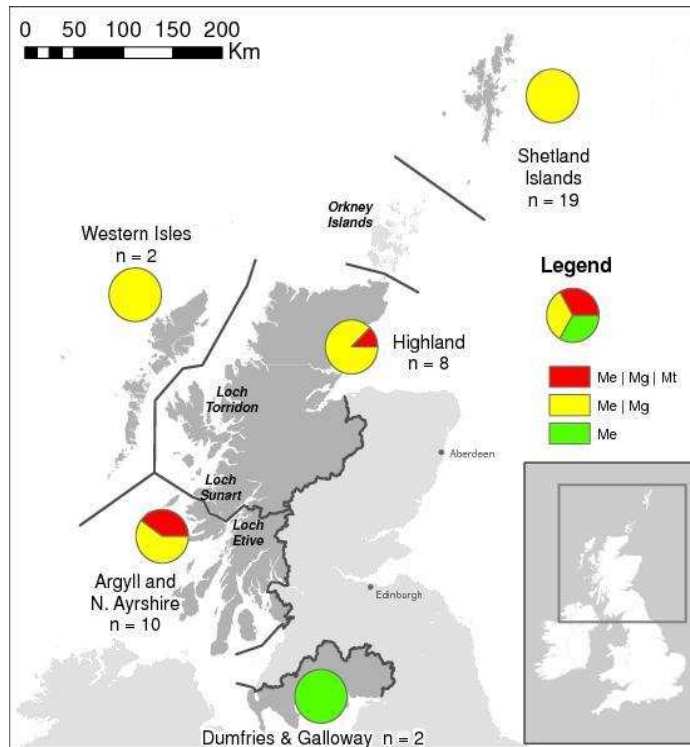 0 50 100 150 200
Km
Shetland
Islands
n = 19
Orkney
Islands
Western Isles
n = 2
Legend
Highland
n = 8
Me | Mg | Mt
Me | Mg
Me
Loch
Torridon
Aberdeen
Loch
Sunart
Loch
Etive
Argyll and
N. Ayrshire
n = 10
Edinburgh
Dumfries & Galloway n = 2